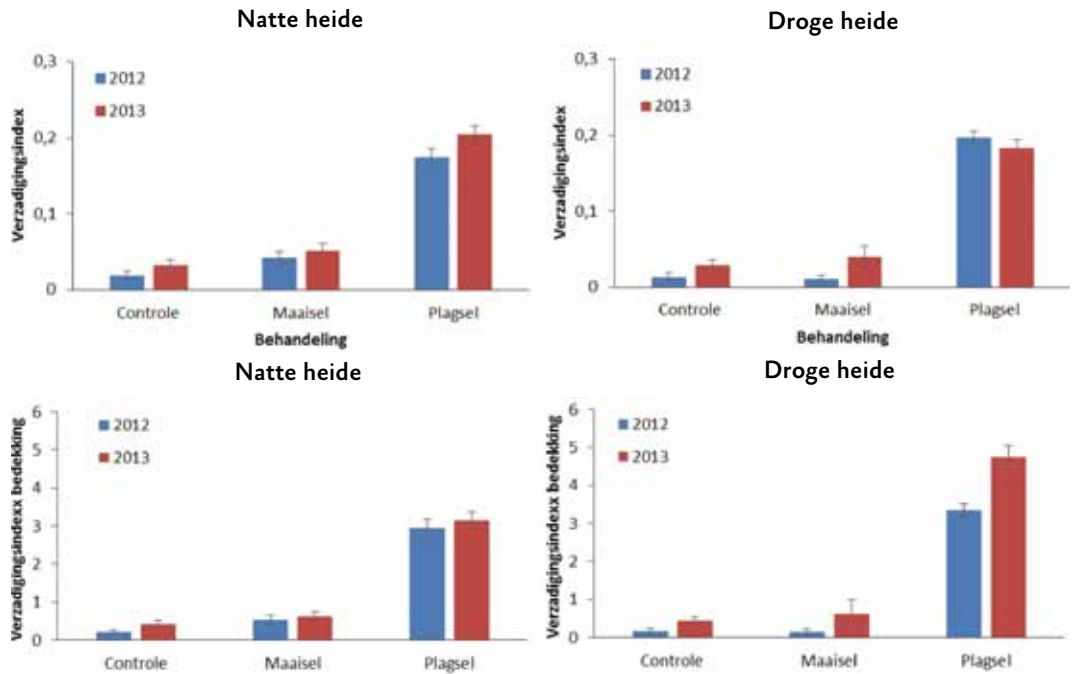 Natte heide
0,3
0,2
0,1
0
Verzadigingsindex
2012
2013
Controle
Maaisel
Plagsel
Behandeling
Droge heide
0,3
0,2
0,1
0
Verzadigingsindex
2012
2013
Controle
Maaisel
Plagsel
Behandeling
Natte heide
6
5
4
3
2
1
0
Verzadigingsindexx bedekking
2012
2013
Controle
Maaisel
Plagsel
Droge heide
6
5
4
3
2
1
0
Verzadigingsindexx bedekking
2012
2013
Controle
Maaisel
Plagsel